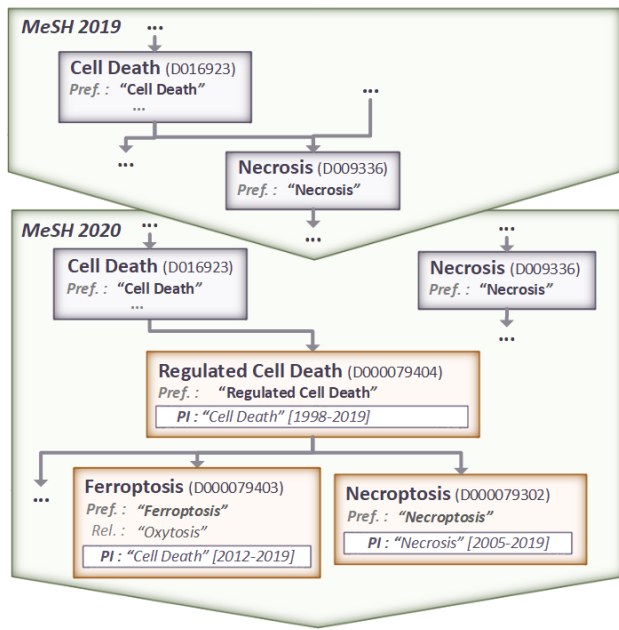 MeSH 2019
...
Cell Death (D016923)
Pref. : “Cell Death”
...
...
...
Necrosis (D009336)
Pref. : “Necrosis”
...
MeSH 2020
...
...
Cell Death (D016923)
Pref. : “Cell Death”
...
Necrosis (D009336)
Pref. : “Necrosis”
...
Regulated Cell Death (D000079404)
Pref. : “Regulated Cell Death”
PI : “Cell Death” [1998-2019]
...
Ferroptosis (D000079403)
Pref. : “Ferroptosis”
Rel. : “Oxytosis”
PI : “Cell Death” [2012-2019]
Necroptosis (D000079302)
Pref. : “Necroptosis”
PI : “Necrosis” [2005-2019]